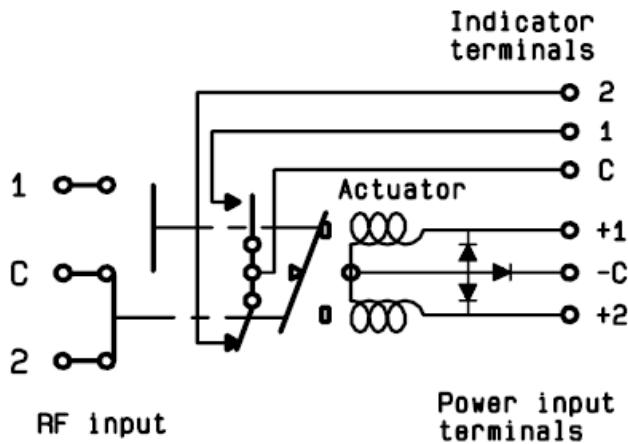 Indicator
terminals
2
1
C
1
Actuator
+1
C
-C
+2
2
RF input
Power input
terminals